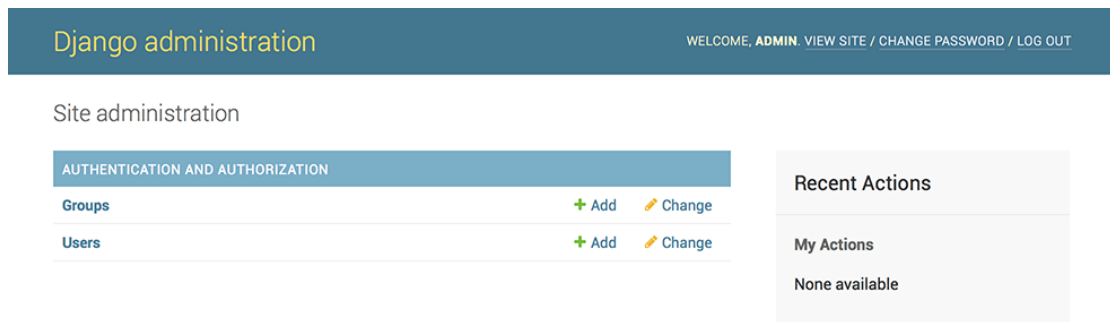 Django administration
WELCOME, ADMIN. VIEW SITE / CHANGE PASSWORD / LOG OUT
Site administration
AUTHENTICATION AND AUTHORIZATION
Groups + Add Change
Users + Add Change
Recent Actions
My Actions
None available